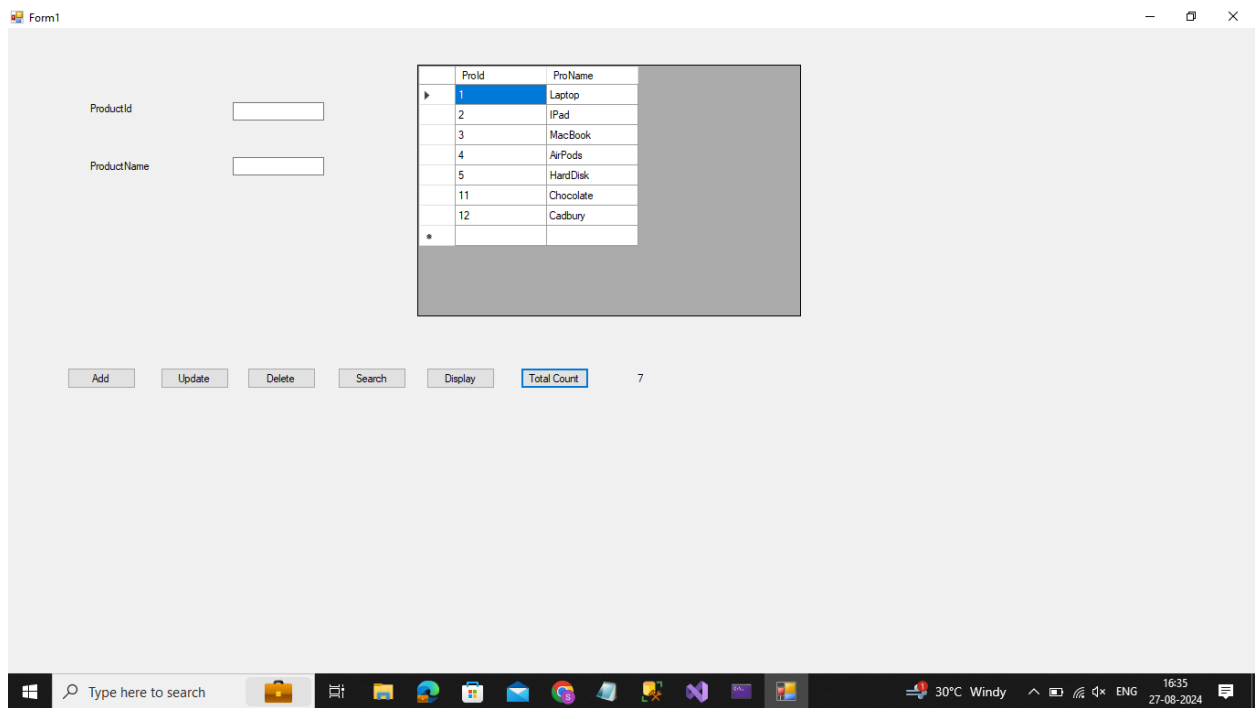 Form1
ProId ProName
1 Laptop
2 IPad
3 MacBook
4 AirPods
5 HardDisk
11 Chocolate
12 Cadbury
ProductId
ProductName
Add Update Delete Search Display Total Count 7
Type here to search
30°C Windy ENG
16:35
27-08-2024